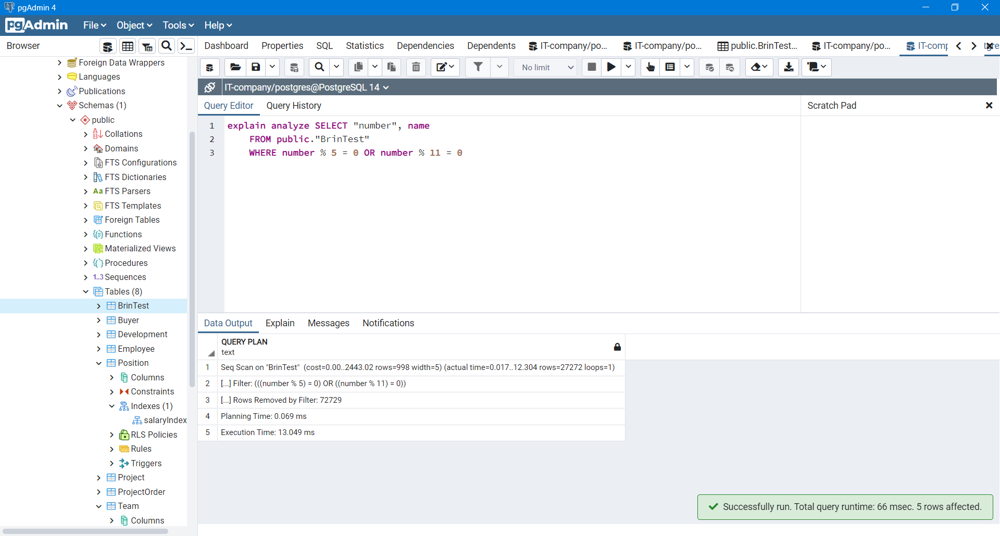 pgAdmin 4
pgAdmin File Object Tools Help
Browser
Dashboard Properties SQL Statistics Dependencies Dependents IT-company/po... IT-company/po... public.BrinTest... IT-company/po... IT-comp
No limit
IT-company/postgres@PostgreSQL 14
Query Editor Query History
Scratch Pad
1 explain analyze SELECT "number", name
2 FROM public."BrinTest"
3 WHERE number % 5 = 0 OR number % 11 = 0
Foreign Data Wrappers
Languages
Publications
Schemas (1)
public
Collations
Domains
FTS Configurations
FTS Dictionaries
Aa FTS Parsers
FTS Templates
Foreign Tables
Functions
Materialized Views
Procedures
1..3 Sequences
Tables (8)
BrinTest
Buyer
Development
Employee
Position
Columns
Constraints
Indexes (1)
salaryIndex
RLS Policies
Rules
Triggers
Project
ProjectOrder
Team
Columns
Data Output Explain Messages Notifications
QUERY PLAN
text
1 Seq Scan on "BrinTest" (cost=0.00..2443.02 rows=998 width=5) (actual time=0.017..12.304 rows=27272 loops=1)
2 [...] Filter: (((number % 5) = 0) OR ((number % 11) = 0))
3 [...] Rows Removed by Filter: 72729
4 Planning Time: 0.069 ms
5 Execution Time: 13.049 ms
Successfully run. Total query runtime: 66 msec. 5 rows affected.